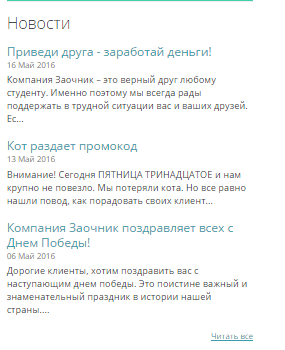 Новости
Приведи друга - заработай деньги!
16 Май 2016
Компания Заочник – это верный друг любому
студенту. Именно поэтому мы всегда рады
поддержать в трудной ситуации вас и ваших друзей.
Ес...
Кот раздает промокод
13 Май 2016
Внимание! Сегодня ПЯТНИЦА ТРИНАДЦАТОЕ и нам
крупно не повезло. Мы потеряли кота. Но все равно
нашли повод, как порадовать своих клиент...
Компания Заочник поздравляет всех с
Днем Победы!
06 Май 2016
Дорогие клиенты, хотим поздравить вас с
наступающим днем победы. Это поистине важный и
знаменательный праздник в истории нашей
страны....
Читать все